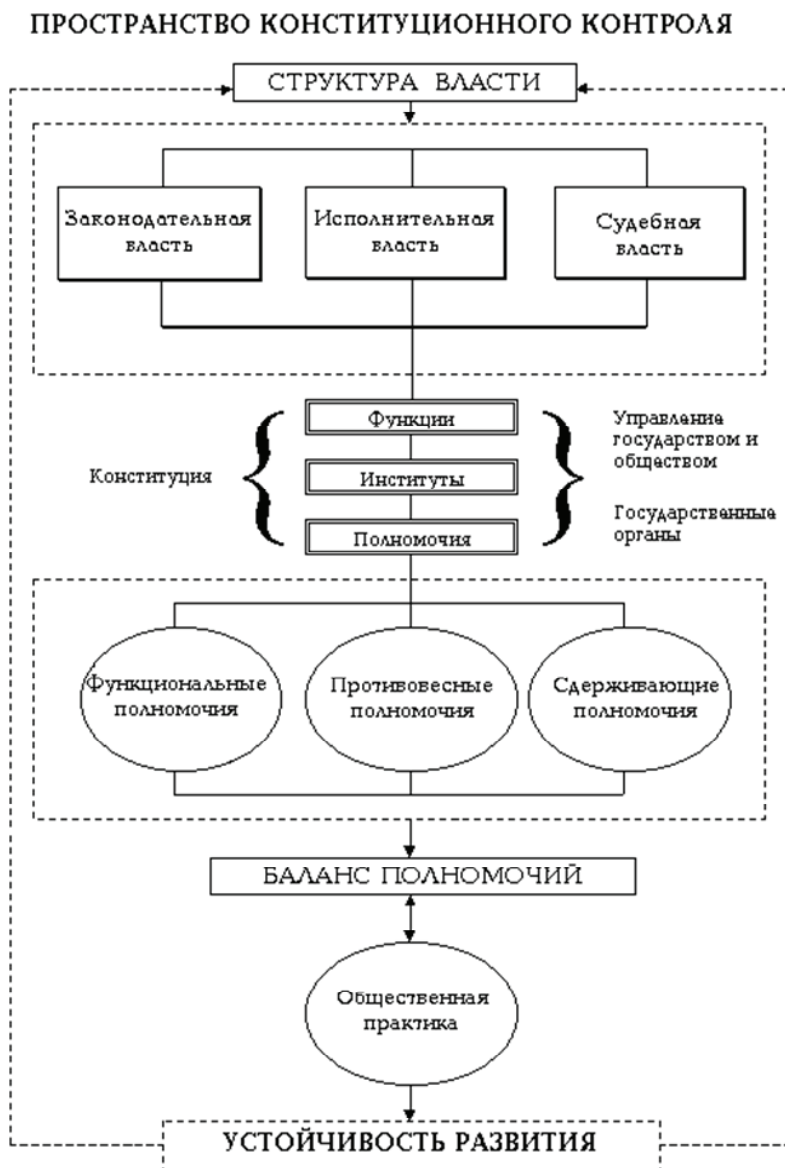 ПРОСТРАНСТВО КОНСТИТУЦИОННОГО КОНТРОЛЯ
СТРУКТУРА ВЛАСТИ
Законодательная
власть
Исполнительная
власть
Судебная
власть
Функции
Институты
Полномочия
Конституция
Управление
государством и
обществом
Государственные
органы
Функциональные
полномочия
Противовесные
полномочия
Сдерживающие
полномочия
БАЛАНС ПОЛНОМОЧИЙ
Общественная
практика
УСТОЙЧИВОСТЬ РАЗВИТИЯ